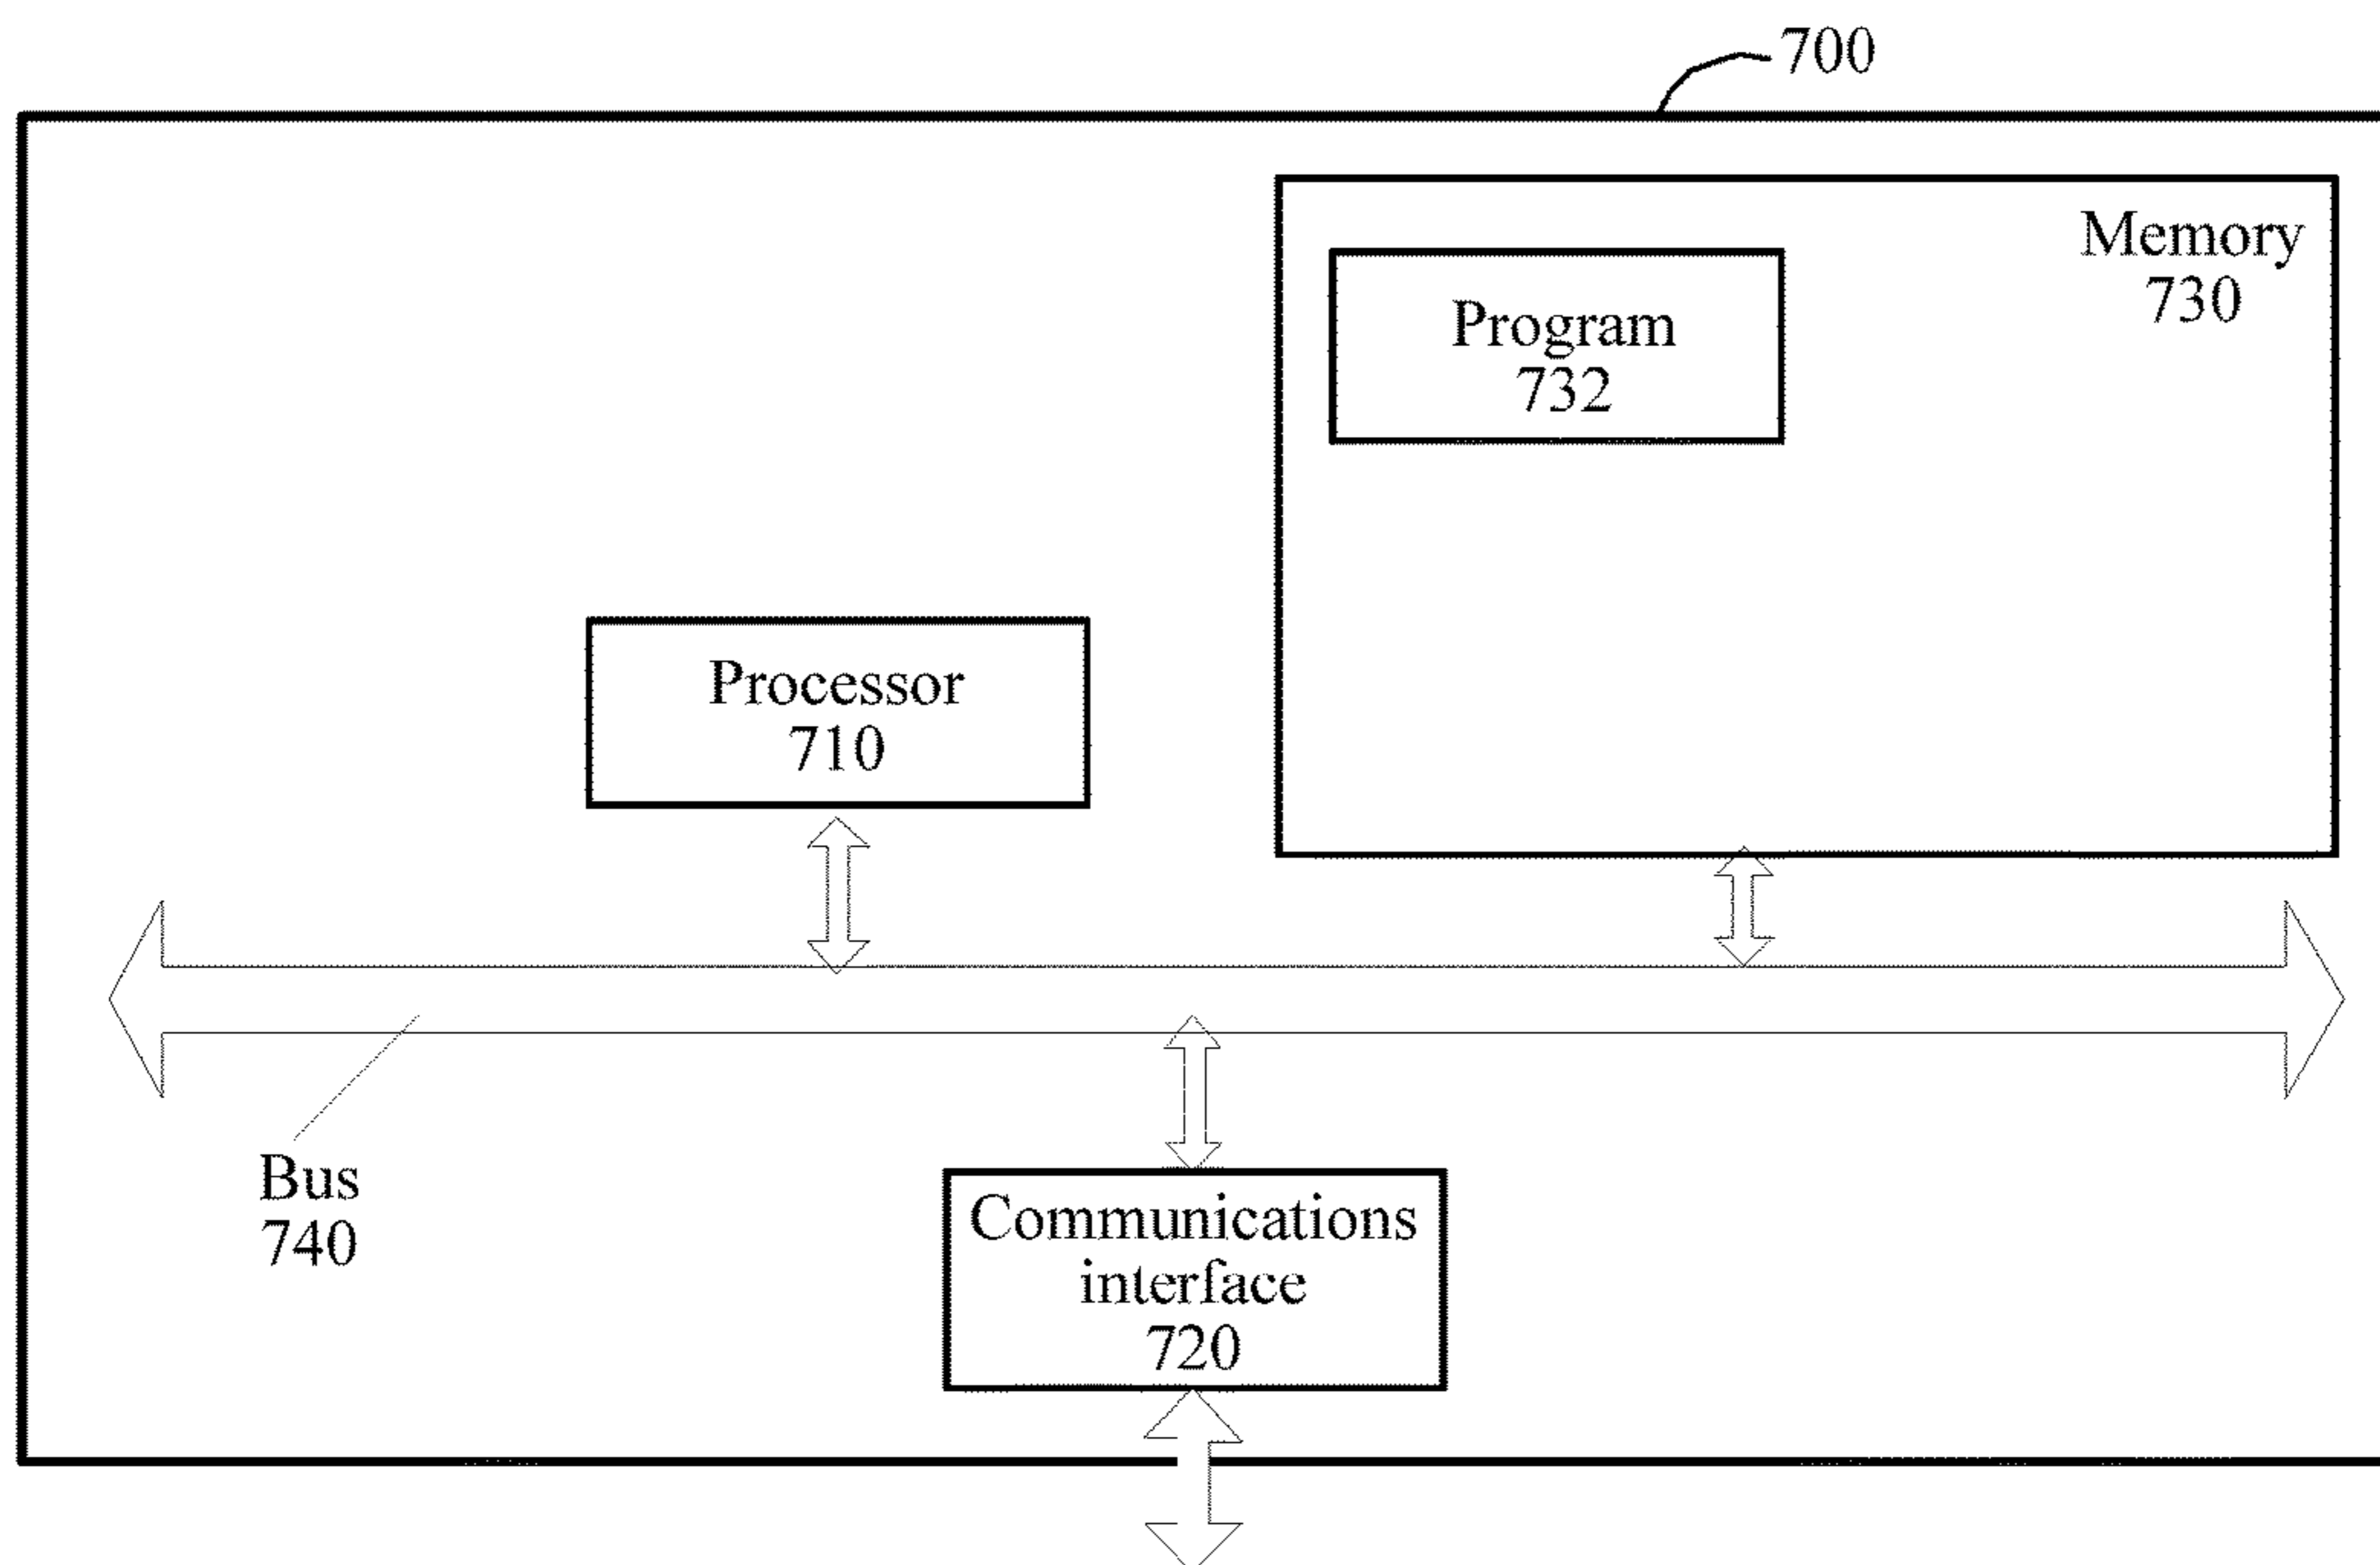 700
Memory
730
Program
732
Processor
710
Bus
740
Communications
interface
720